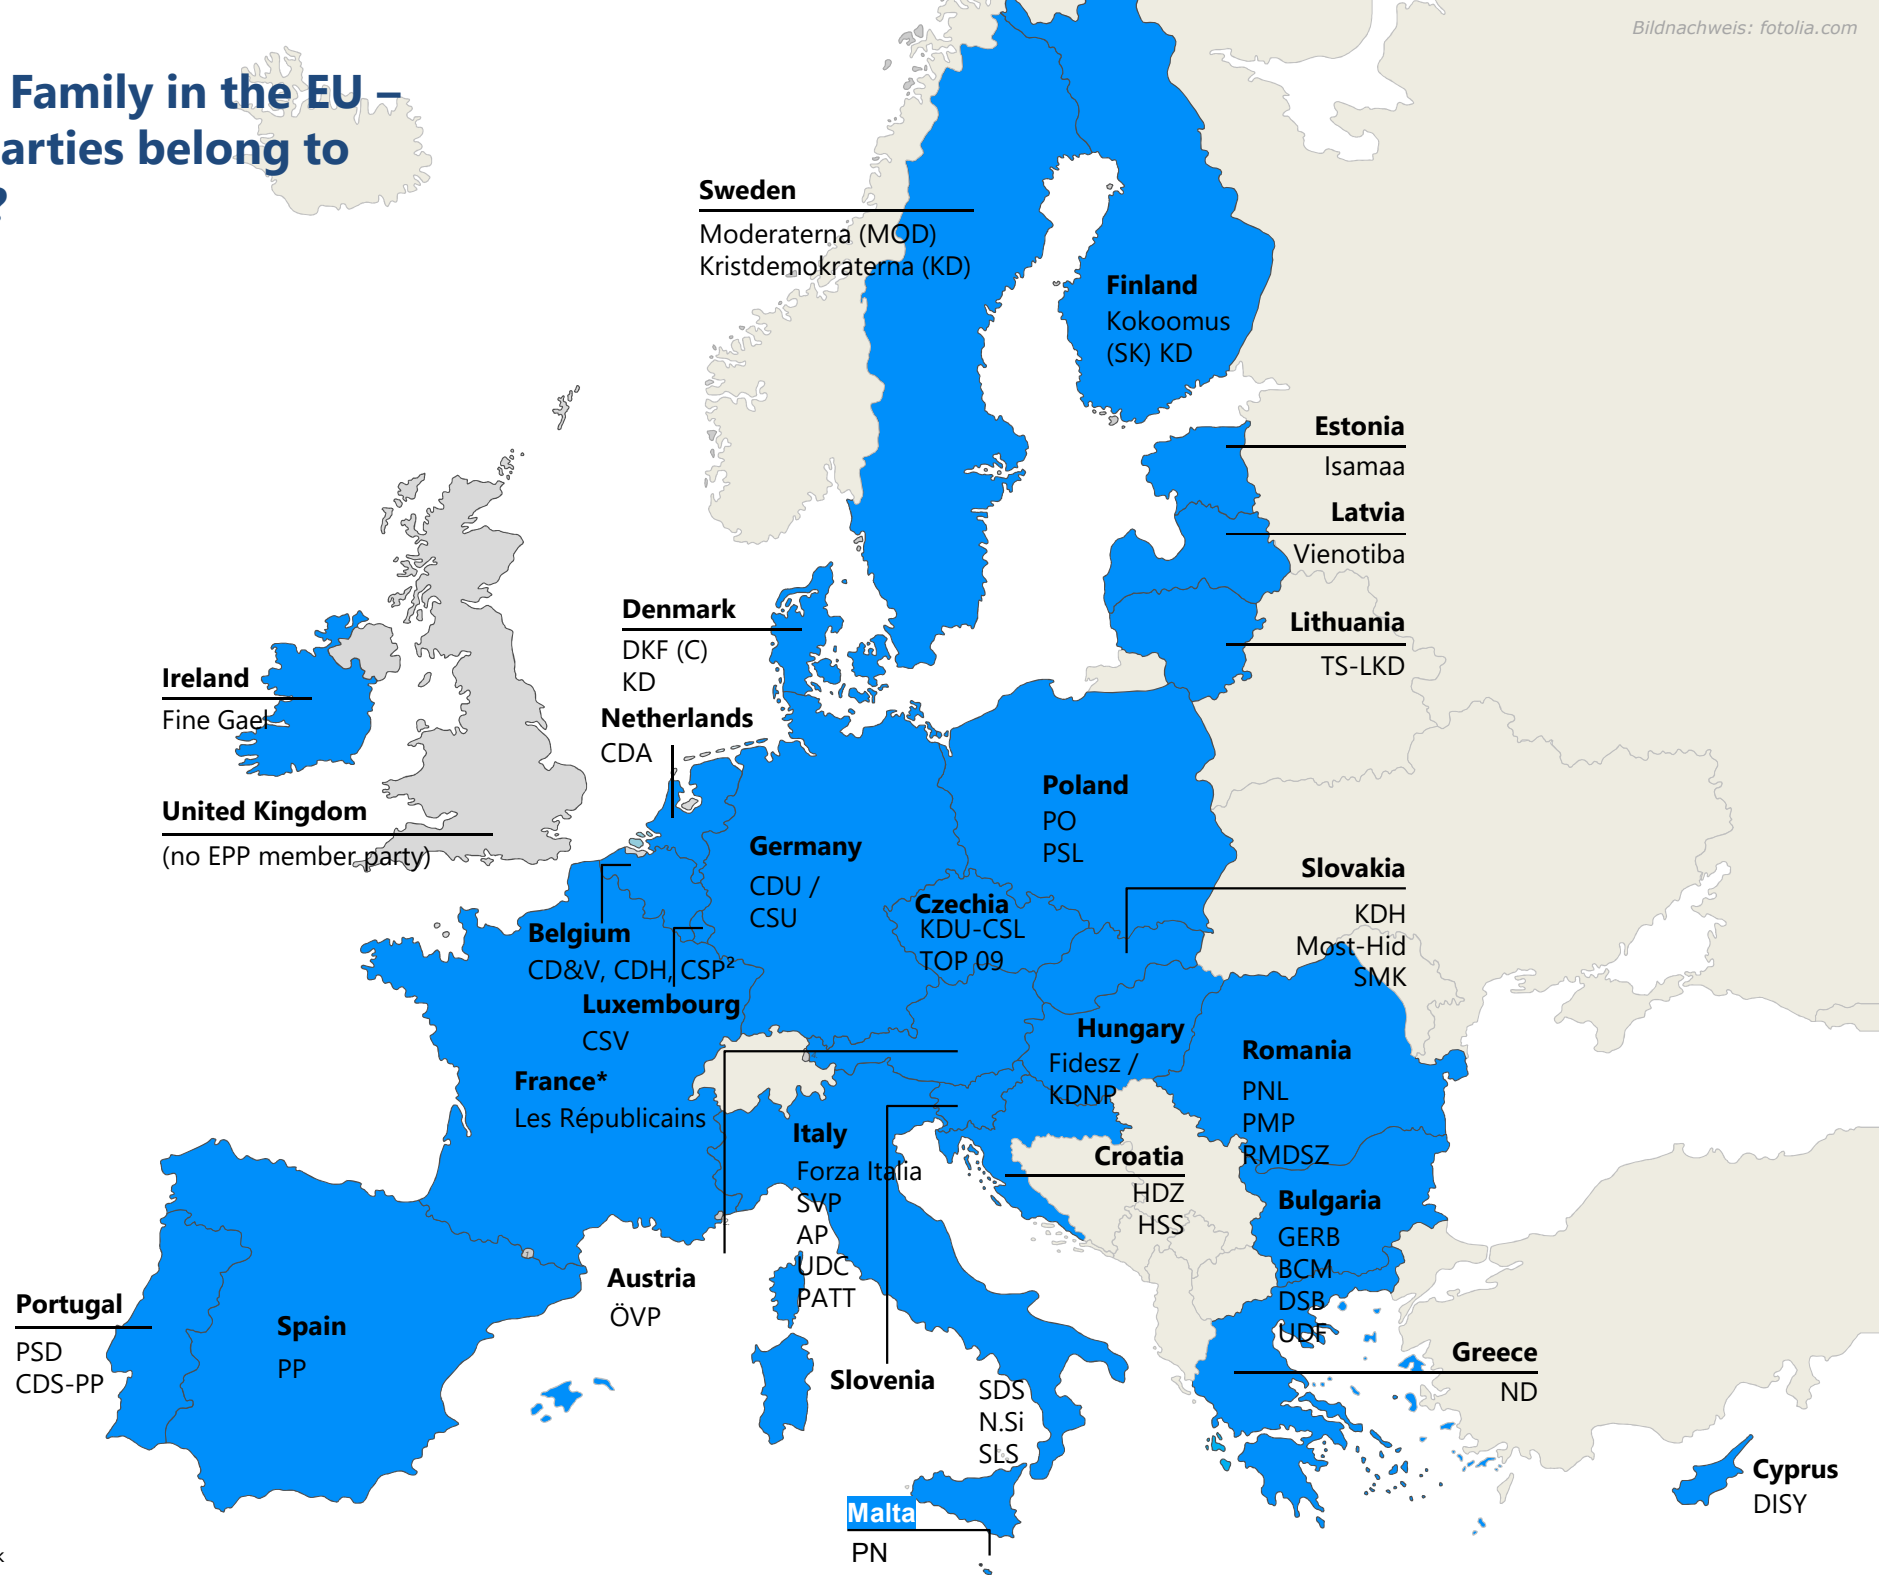 Bildnachweis: fotolia.com
Family in the EU –
arties belong to
?
Sweden
Moderaterna (MOD)
Kristdemokraterna (KD)
Finland
Kokoomus
(SK) KD
Estonia
Isamaa
Latvia
Vienotiba
Lithuania
TS-LKD
Denmark
DKF (C)
KD
Ireland
Fine Gael
Netherlands
CDA
United Kingdom
(no EPP member party)
Poland
PO
PSL
Germany
CDU /
CSU
Slovakia
KDH
Most-Hid
SMK
Czechia
KDU-CSL
TOP 09
Belgium
CD&V, CDH, CSP²
Luxembourg
CSV
Hungary
Fidesz /
KDNP
Romania
PNL
PMP
RMDSZ
France*
Les Républicains
Italy
Forza Italia
SVP
AP
UDC
PATT
Croatia
HDZ
HSS
Bulgaria
GERB
BCM
DSB
UDF
Austria
ÖVP
Portugal
PSD
CDS-PP
Spain
PP
Slovenia
SDS
N.Si
SLS
Greece
ND
Cyprus
DISY
Malta
PN